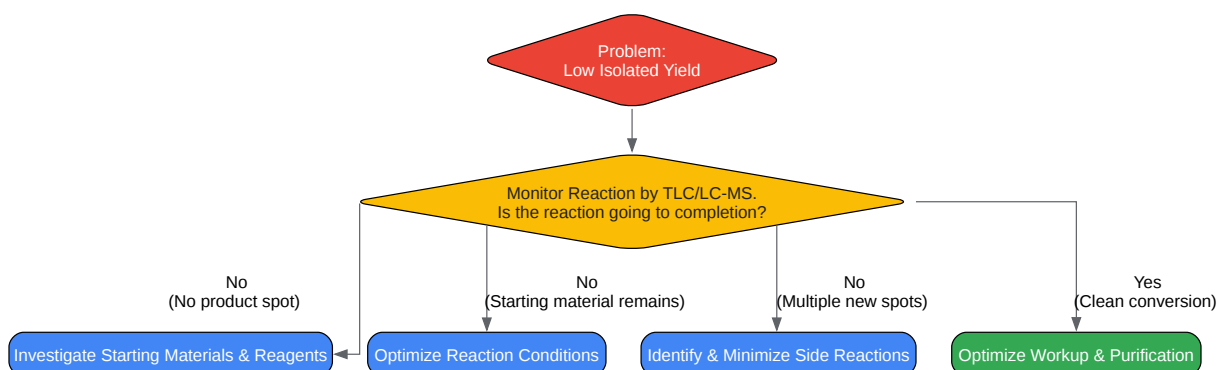 Problem:
Low Isolated Yield
Monitor Reaction by TLC/LC-MS.
Is the reaction going to completion?
No
(No product spot)
No
(Starting material remains)
No
(Multiple new spots)
Yes
(Clean conversion)
Investigate Starting Materials & Reagents
Optimize Reaction Conditions
Identify & Minimize Side Reactions
Optimize Workup & Purification